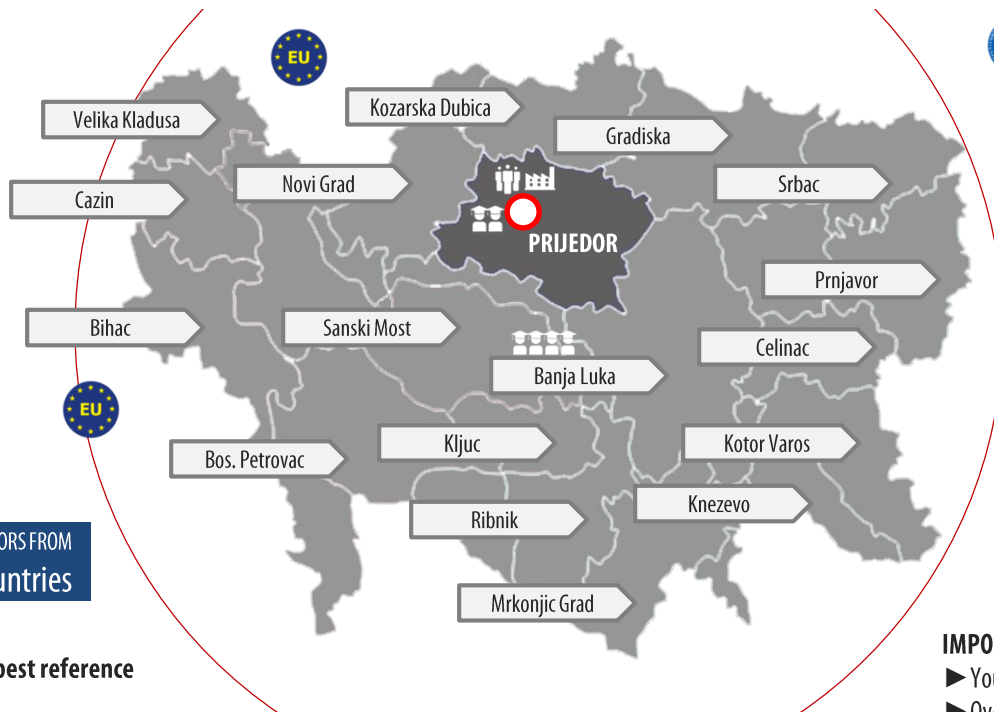 EU
Kozarska Dubica
Velika Kladusa
Gradiska
Novi Grad
Srbac
Cazin
PRIJEDOR
Prnjavor
Bihac
Sanski Most
Celinac
Banja Luka
EU
Kljuc
Kotor Varos
Bos. Petrovac
Knezevo
Ribnik
ORS FROM
untries
Mrkonjic Grad
best reference
IMPO
►You